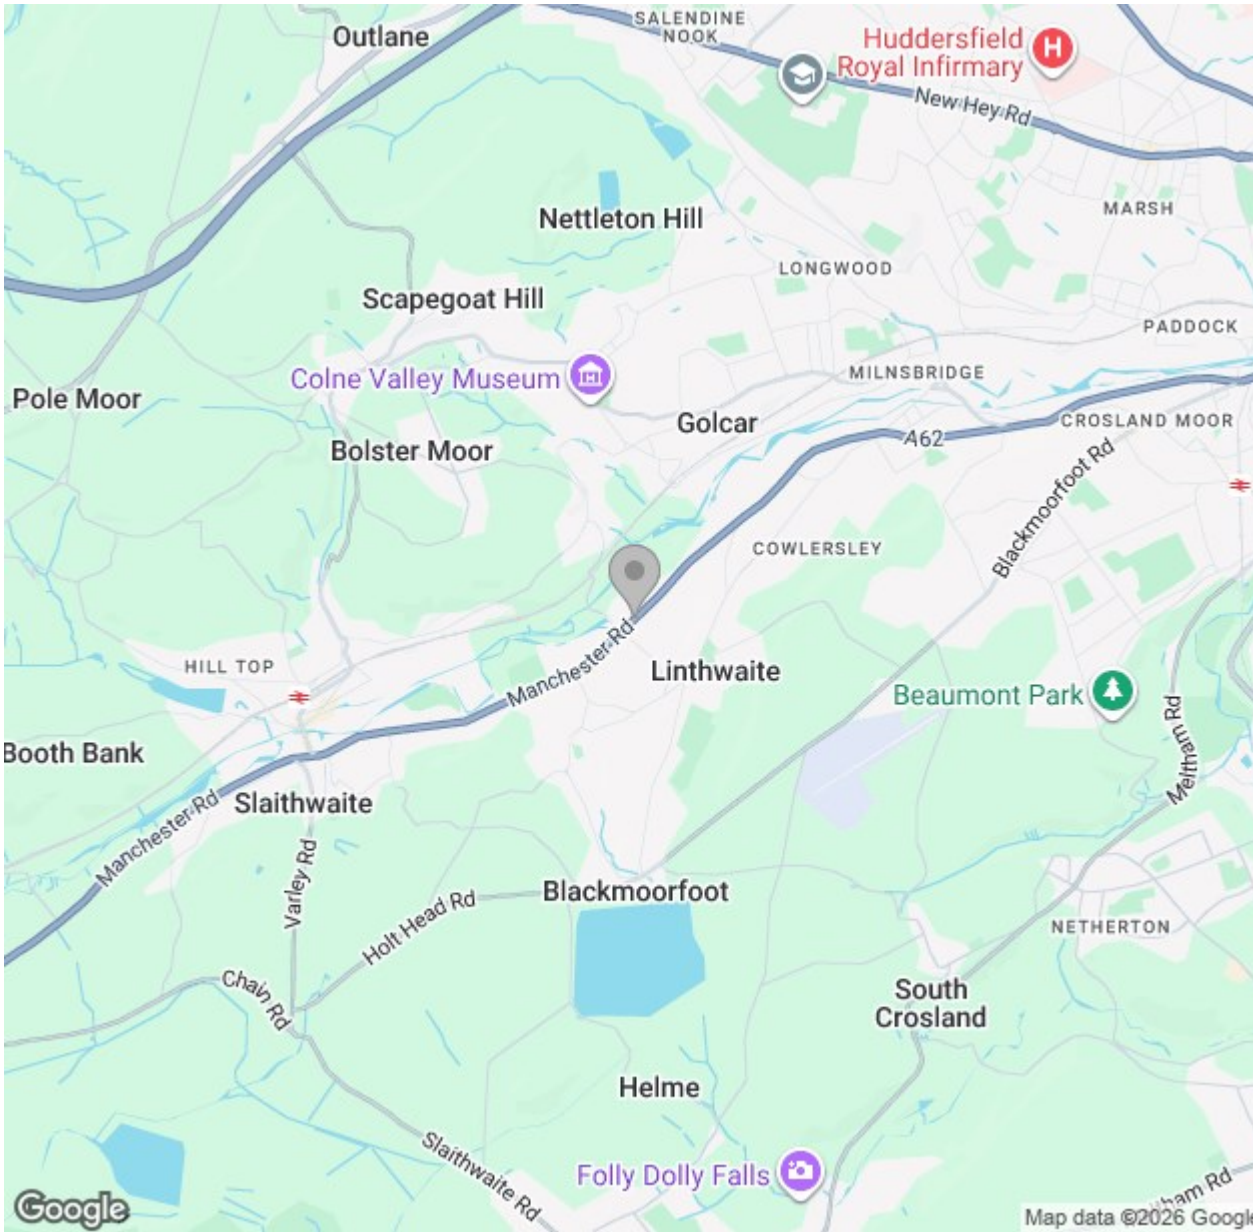 Outlane
SALENDINE
NOOK
Huddersfield
Royal Infirmary
H
New Hey Rd
Nettleton Hill
MARSH
LONGWOOD
Scapegoat Hill
PADDOCK
Colne Valley Museum
MILNSBRIDGE
Pole Moor
Golcar
CROSLAND MOOR
A62
Bolster Moor
Blackmoorfoot Rd
COWLERSLEY
Manchester Rd
HILL TOP
Linthwaite
Beaumont Park
Meltham Rd
Booth Bank
Slaithwaite
Manchester Rd
Varley Rd
Blackmoorfoot
Holt Head Rd
NETHERTON
Chain Rd
South
Crosland
Helme
Slaithwaite Rd
Folly Dolly Falls
Google
Map data ©2026 Google